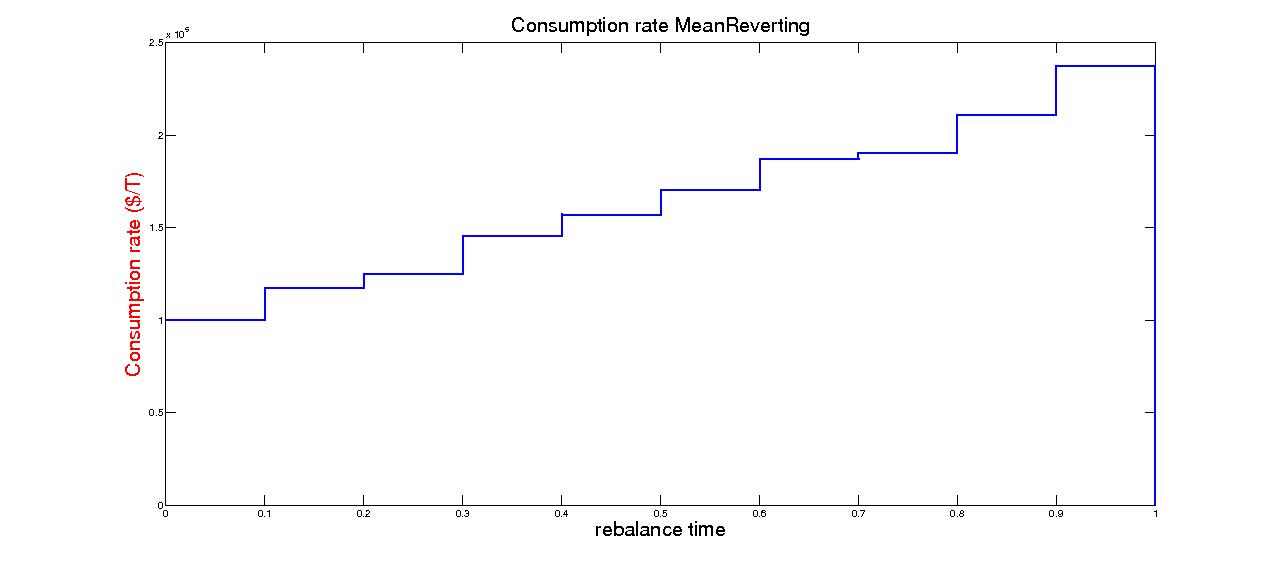 Consumption rate MeanReverting
x 10^5
2.5
2
1.5
1
0.5
0
0 0.1 0.2 0.3 0.4 0.5 0.6 0.7 0.8 0.9 1
rebalance time
Consumption rate ($/T)